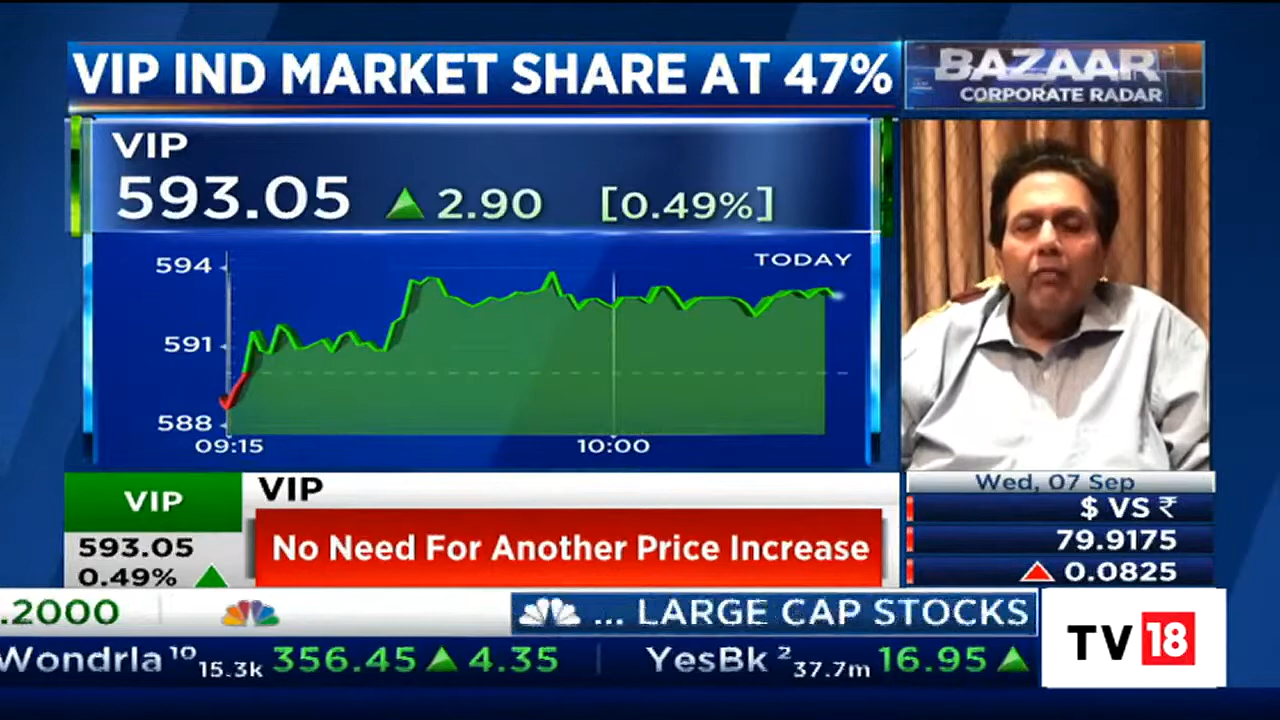 VIP IND MARKET SHARE AT 47%
BAZAAR
CORPORATE RADAR
VIP
593.05 ▲ 2.90 [0.49%]
TODAY
594
591
588
09:15 10:00
Wed, 07 Sep
$ VS ₹
79.9175
▲ 0.0825
VIP
593.05
0.49% ▲
VIP
No Need For Another Price Increase
.2000
... LARGE CAP STOCKS
Wondrla 10 15.3k 356.45 ▲ 4.35 YesBk 2 37.7m 16.95 ▲
TV18